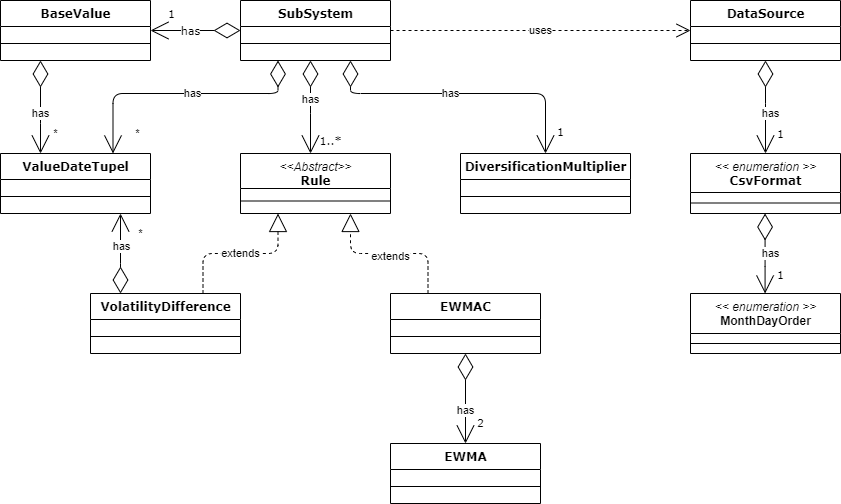 BaseValue
1
has
SubSystem
uses
DataSource
has
*
has
*
has
1..*
has
1
has
1
ValueDateTupel
<<Abstract>>
Rule
DiversificationMultiplier
<< enumeration >>
CsvFormat
has
*
extends
extends
has
1
VolatilityDifference
EWMAC
<< enumeration >>
MonthDayOrder
has
2
EWMA